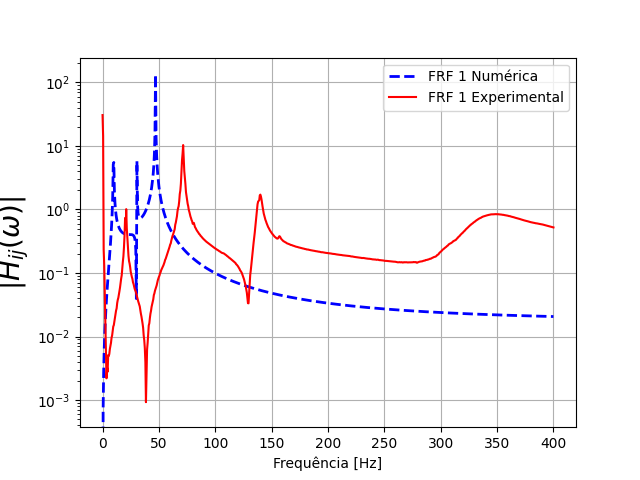 FRF 1 Numérica
FRF 1 Experimental
10²
10¹
10⁰
10⁻¹
10⁻²
10⁻³
|Hᵢⱼ(ω)|
0 50 100 150 200 250 300 350 400
Frequência [Hz]